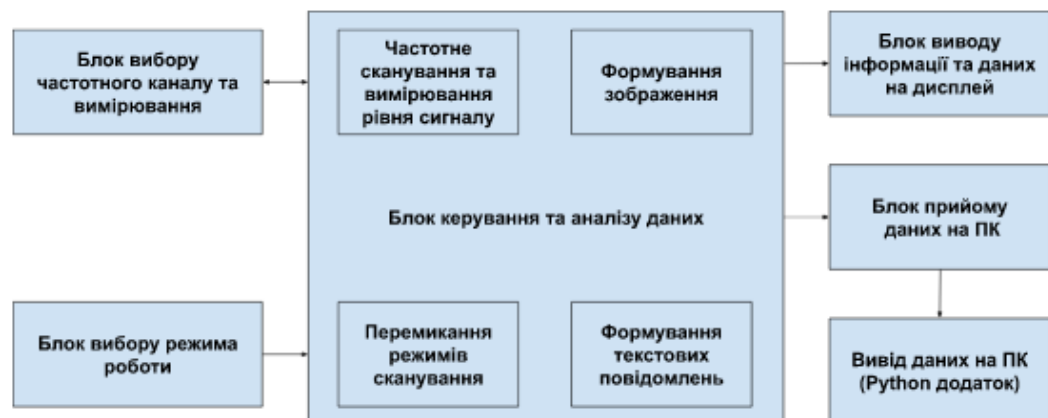 Блок вибору
частотного каналу та
вимірювання
Частотне
сканування та
вимірювання
рівня сигналу
Формування
зображення
Блок виводу
інформації та даних
на дисплей
Блок керування та аналізу даних
Блок прийому
даних на ПК
Блок вибору режима
роботи
Перемикання
режимів
сканування
Формування
текстових
повідомлень
Вивід даних на ПК
(Python додаток)